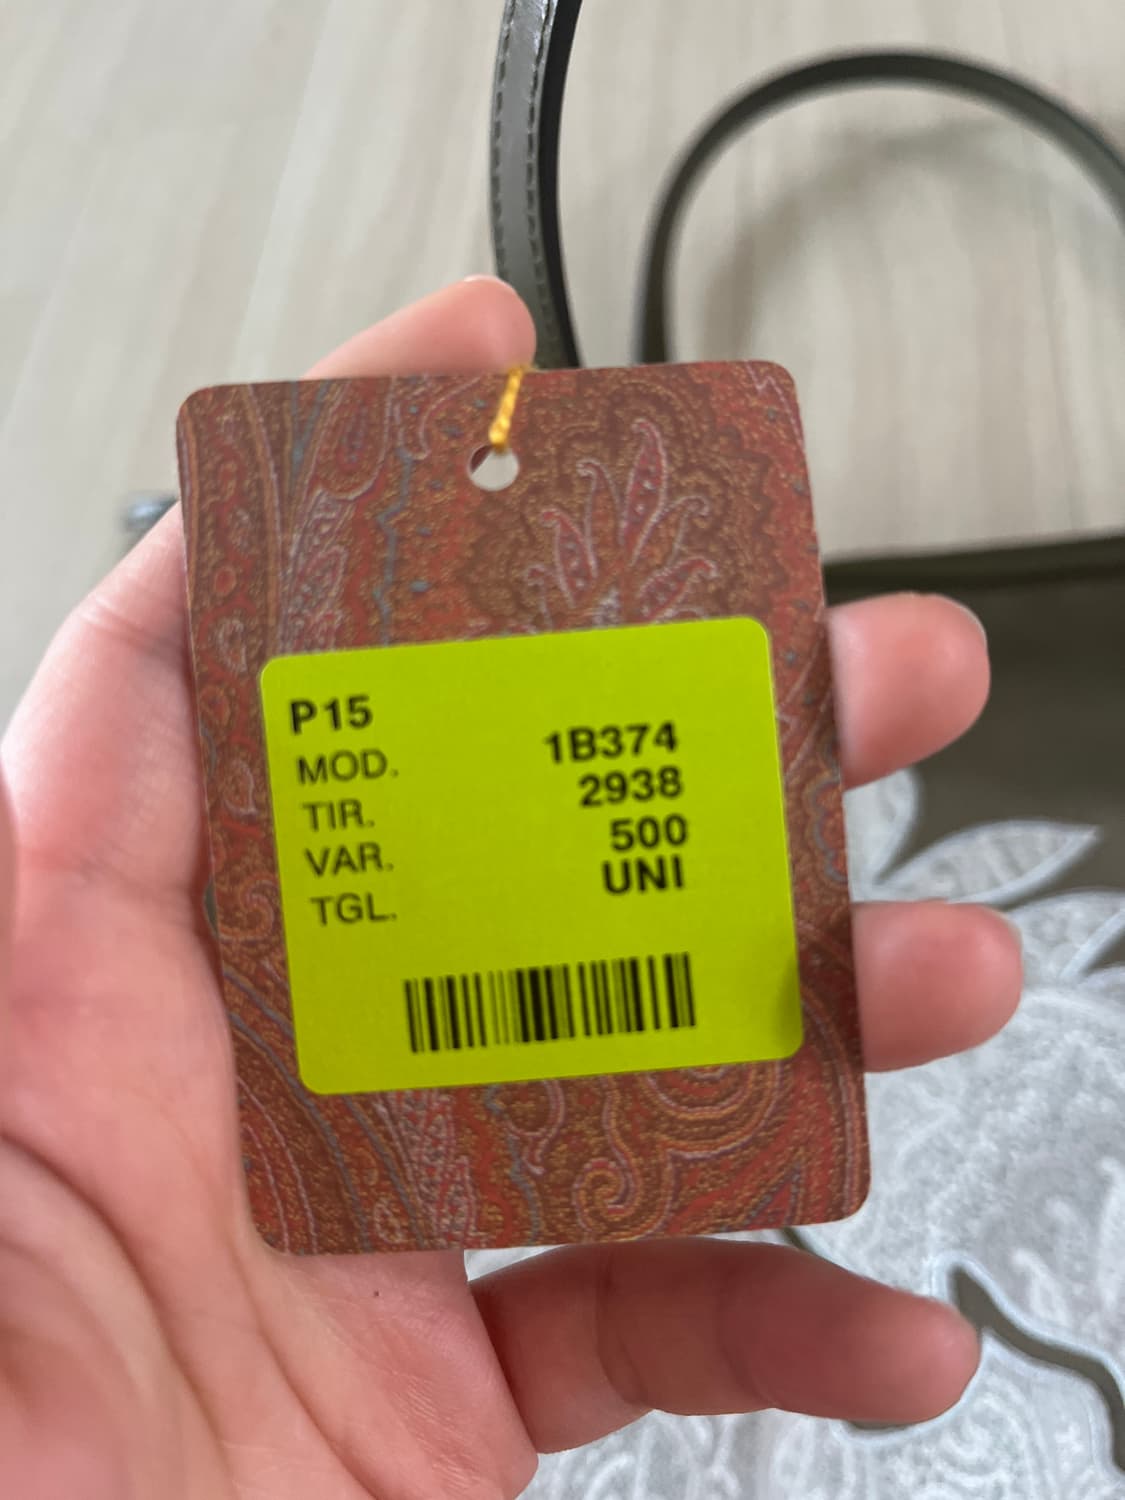 P15
MOD. 1B374
TIR. 2938
VAR. 500
TGL. UNI